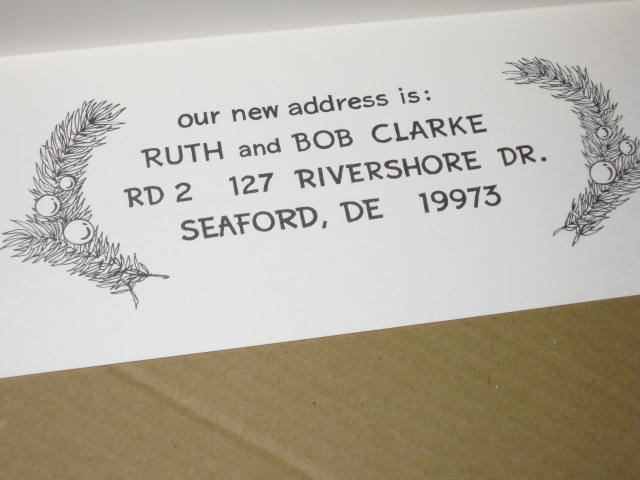 our new address is:
RUTH and BOB CLARKE
RD 2 127 RIVERSHORE DR.
SEAFORD, DE 19973